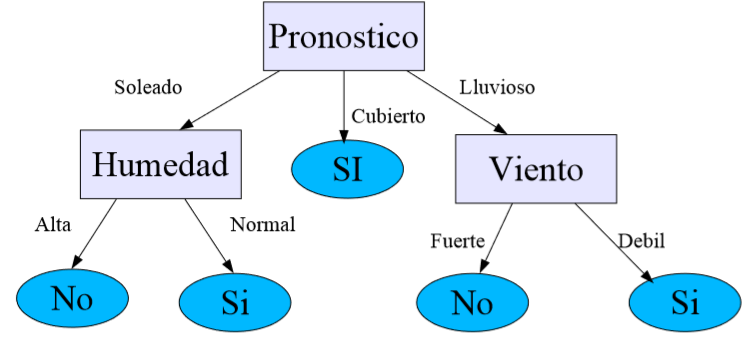 Pronostico
Soleado
Cubierto
Lluvioso
Humedad
SI
Viento
Alta
Normal
Fuerte
Debil
No
Si
No
Si